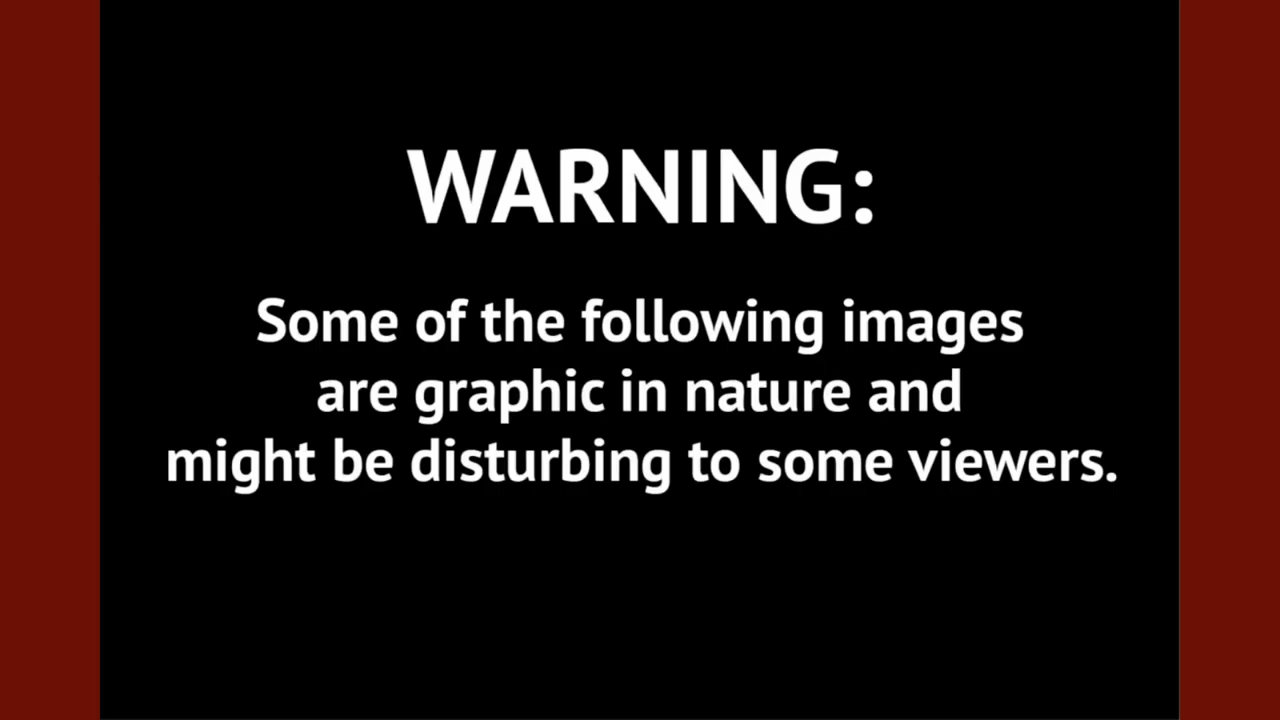 WARNING:
Some of the following images
are graphic in nature and
might be disturbing to some viewers.